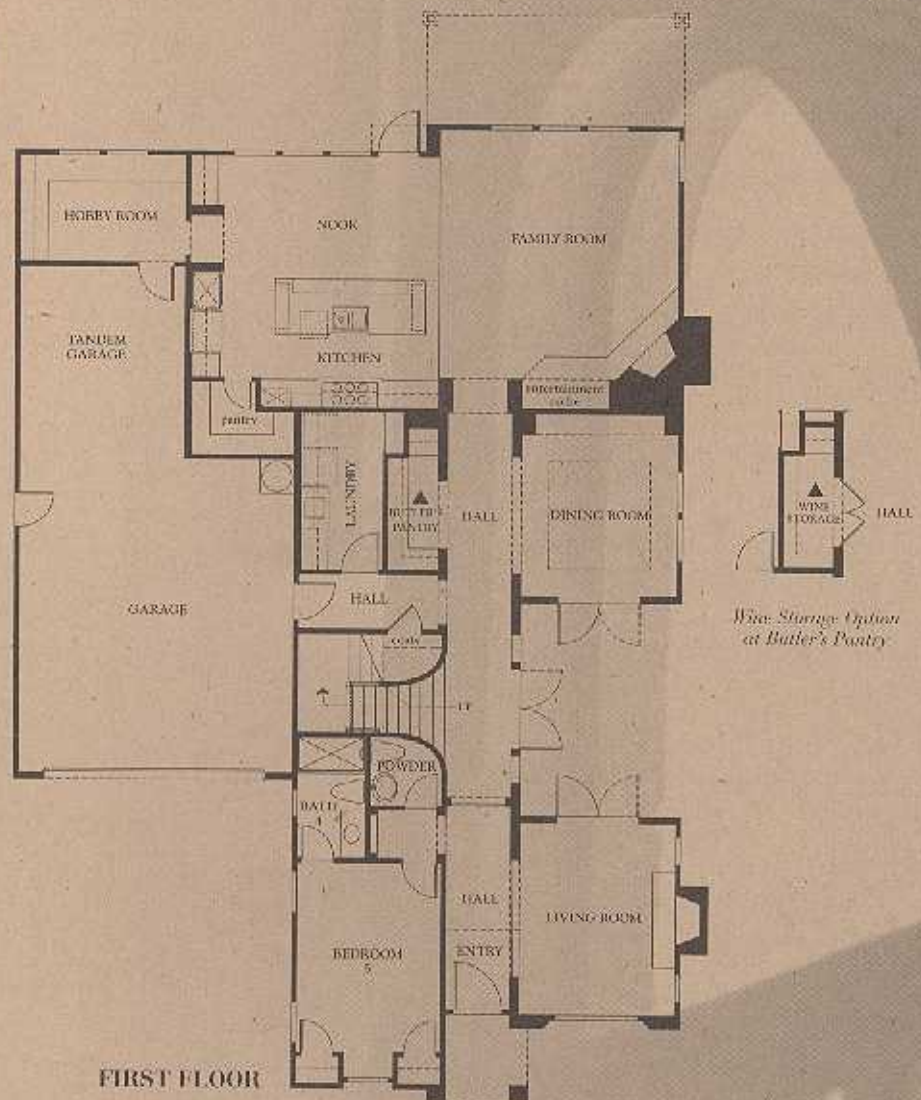 HOBBY ROOM
NOOK
FAMILY ROOM
TANDEM
GARAGE
KITCHEN
entertainment
pantry
LAUNDRY
BUTLER'S
PANTRY
HALL
DINING ROOM
WINE
STORAGE
HALL
Wine Storage Option
at Butler's Pantry
HALL
GARAGE
coats
UP
POWDER
BATH
4
HALL
LIVING ROOM
ENTRY
BEDROOM
5
FIRST FLOOR